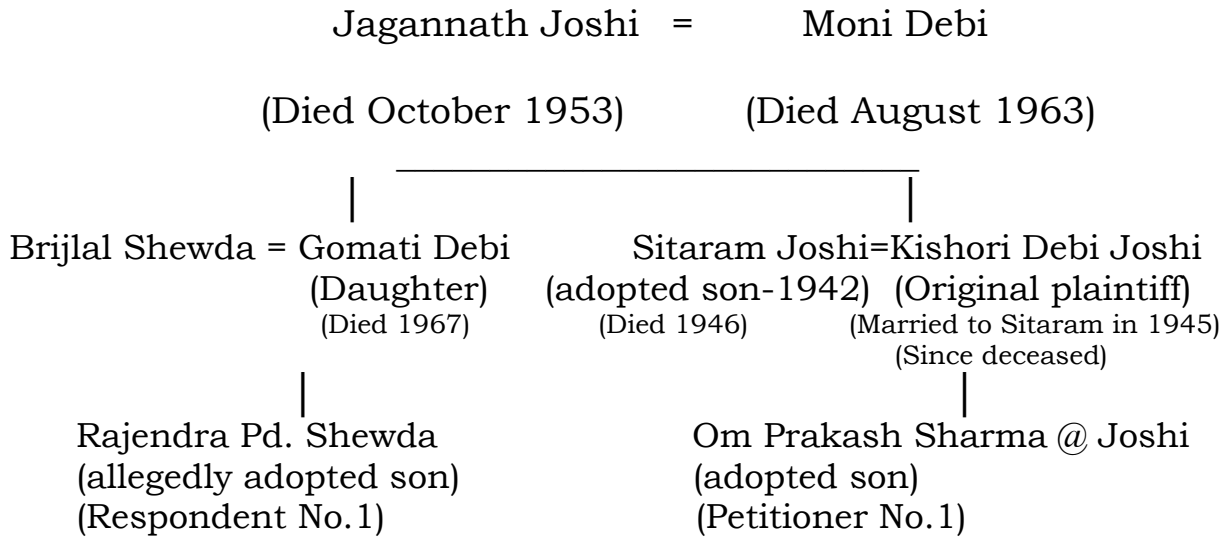 Jagannath Joshi = Moni Debi
(Died October 1953) (Died August 1963)
Brijlal Shewda = Gomati Debi Sitaram Joshi=Kishori Debi Joshi
(Daughter) (adopted son-1942) (Original plaintiff)
(Died 1967) (Died 1946) (Married to Sitaram in 1945)
(Since deceased)
Rajendra Pd. Shewda Om Prakash Sharma @ Joshi
(allegedly adopted son) (adopted son)
(Respondent No.1) (Petitioner No.1)